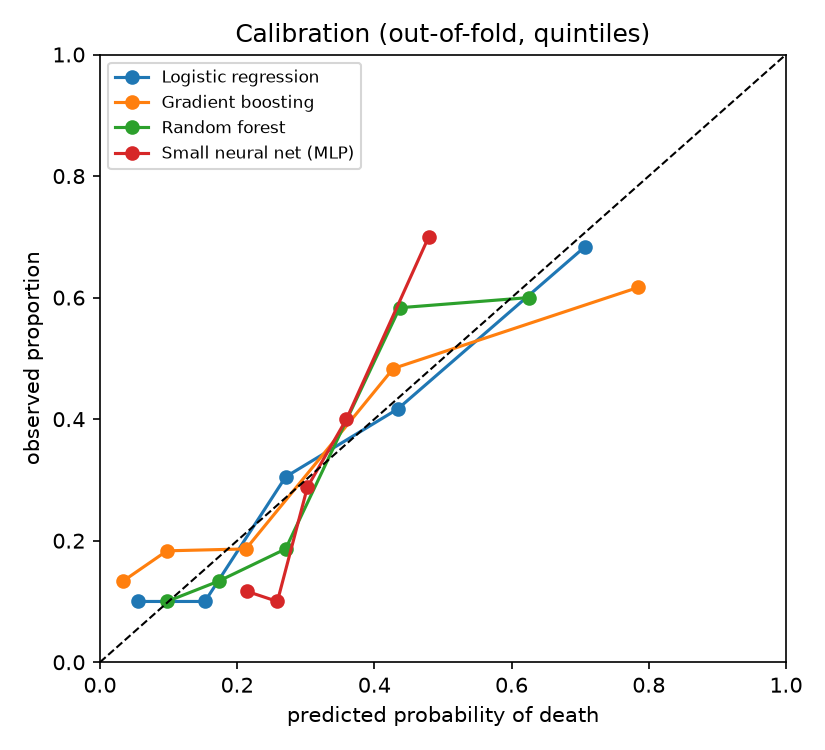 Calibration (out-of-fold, quintiles)
Logistic regression
Gradient boosting
Random forest
Small neural net (MLP)
observed proportion
1.0
0.8
0.6
0.4
0.2
0.0
0.0 0.2 0.4 0.6 0.8 1.0
predicted probability of death